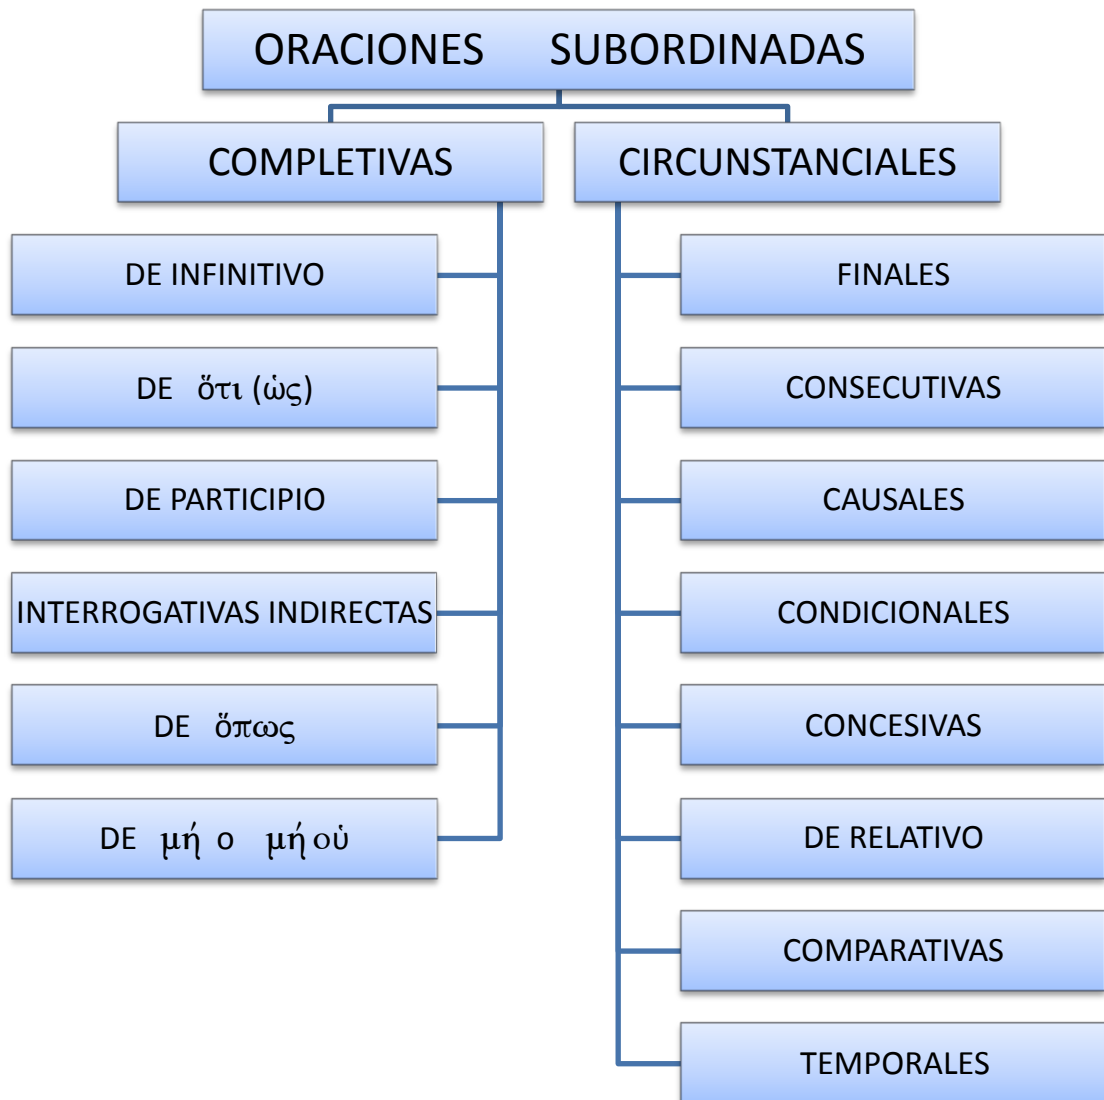 ORACIONES SUBORDINADAS
COMPLETIVAS
DE INFINITIVO
DE ὅτι (ὡς)
DE PARTICIPIO
INTERROGATIVAS INDIRECTAS
DE ὅπως
DE μή o μή οὐ
CIRCUNSTANCIALES
FINALES
CONSECUTIVAS
CAUSALES
CONDICIONALES
CONCESIVAS
DE RELATIVO
COMPARATIVAS
TEMPORALES